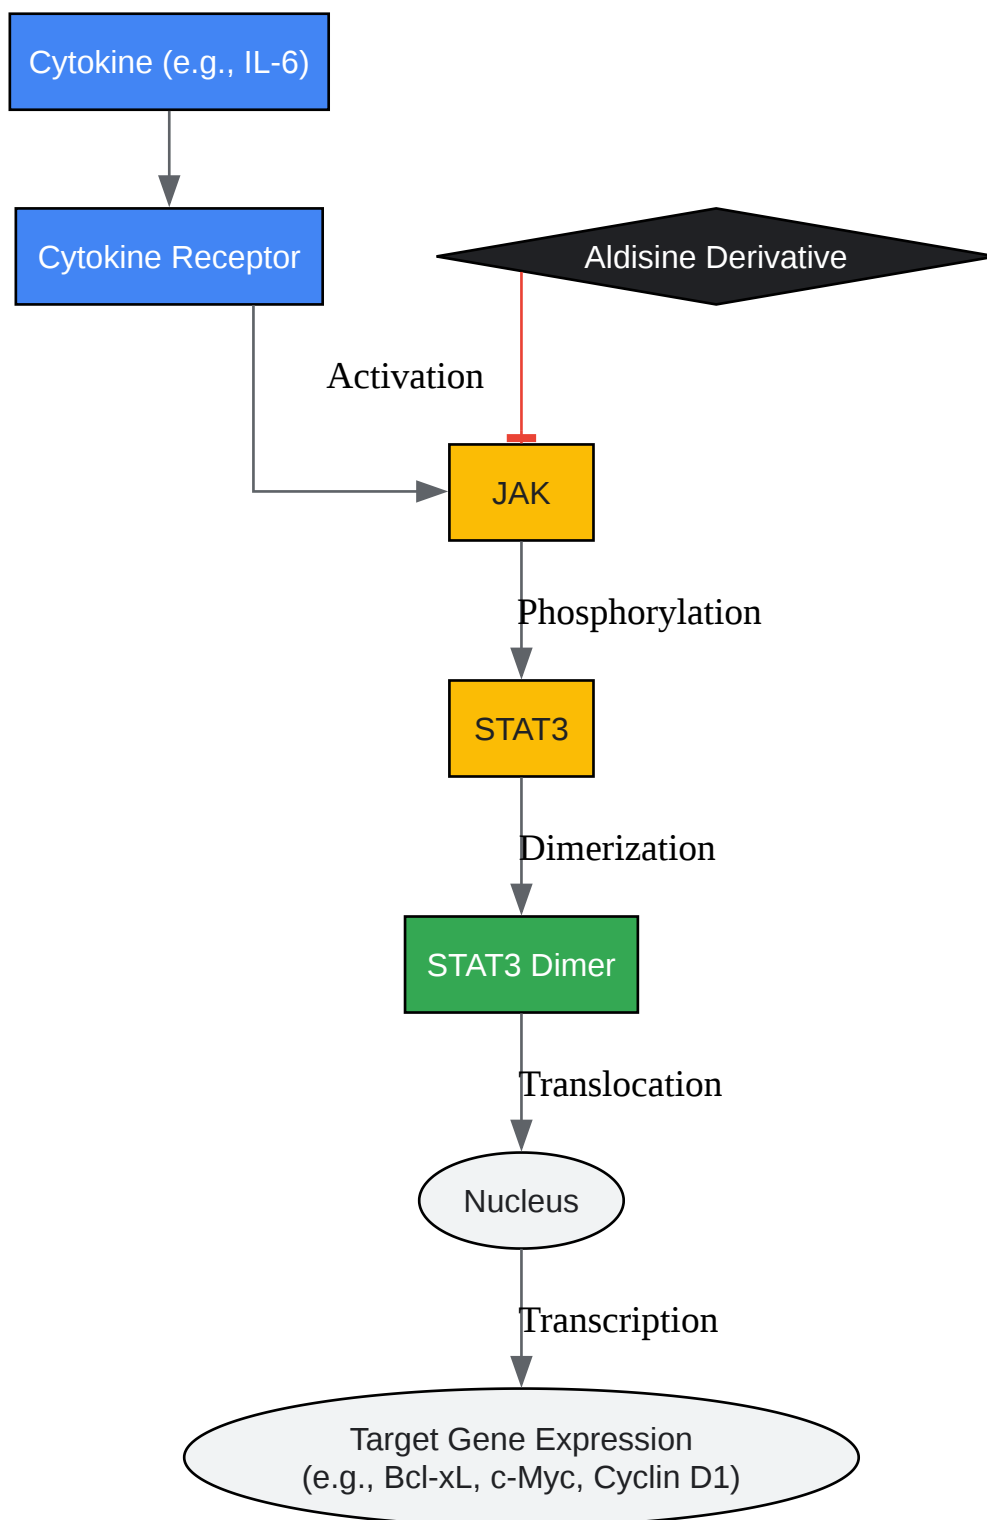 Cytokine (e.g., IL-6)
Cytokine Receptor
Aldisine Derivative
Activation
JAK
Phosphorylation
STAT3
Dimerization
STAT3 Dimer
Translocation
Nucleus
Transcription
Target Gene Expression
(e.g., Bcl-xL, c-Myc, Cyclin D1)